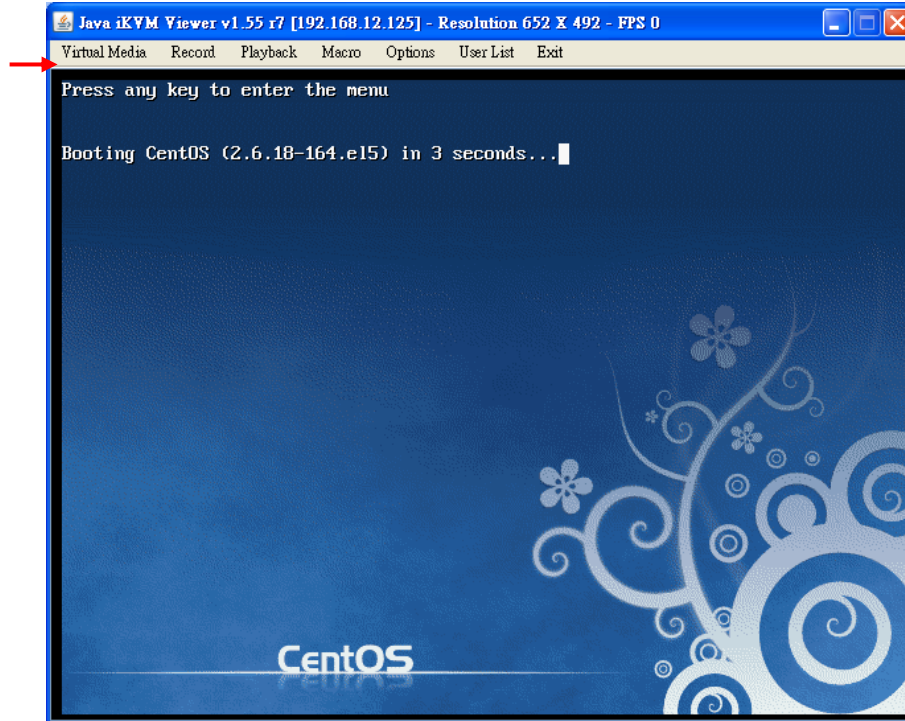 Java iKVM Viewer v1.55 r7 [192.168.12.125] - Resolution 652 X 492 - FPS 0
Virtual Media Record Playback Macro Options User List Exit
Press any key to enter the menu
Booting CentOS (2.6.18-164.el5) in 3 seconds...
CentOS